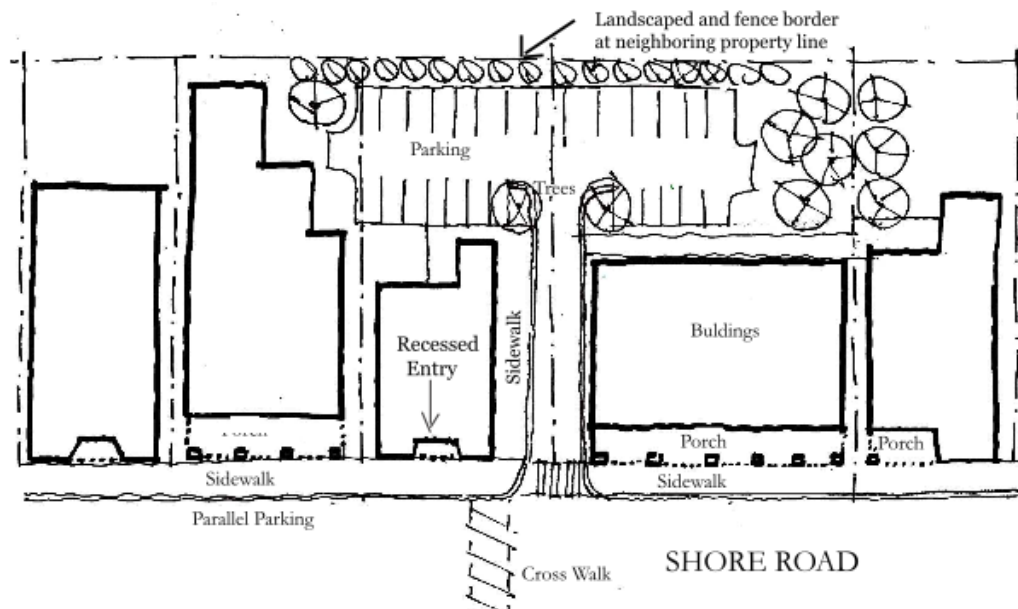 Landscaped and fence border
at neighboring property line
Parking
Trees
Sidewalk
Buldings
Recessed
Entry
Porch
Porch
Porch
Sidewalk
Sidewalk
Parallel Parking
SHORE ROAD
Cross Walk